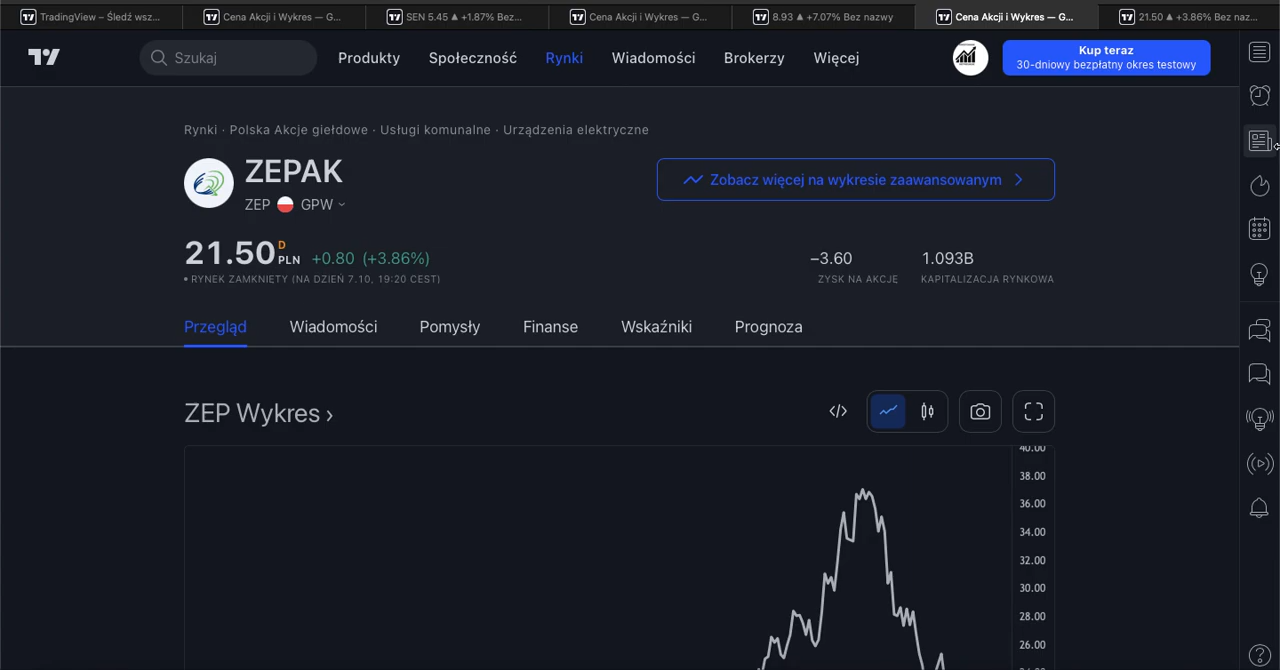 TradingView – Śledź wsz...
Cena Akcji i Wykres — G...
SEN 5.45 ▲ +1.87% Bez...
Cena Akcji i Wykres — G...
8.93 ▲ +7.07% Bez nazwy
Cena Akcji i Wykres — G...
21.50 ▲ +3.86% Bez naz...
Szukaj
Produkty
Społeczność
Rynki
Wiadomości
Brokerzy
Więcej
Kup teraz
30-dniowy bezpłatny okres testowy
Rynki · Polska Akcje giełdowe · Usługi komunalne · Urządzenia elektryczne
ZEPAK
ZEP GPW
Zobacz więcej na wykresie zaawansowanym
21.50 D PLN +0.80 (+3.86%)
RYNEK ZAMKNIĘTY (NA DZIEŃ 7.10, 19:20 CEST)
−3.60
ZYSK NA AKCJĘ
1.093B
KAPITALIZACJA RYNKOWA
Przegląd
Wiadomości
Pomysły
Finanse
Wskaźniki
Prognoza
ZEP Wykres ›
40.00
38.00
36.00
34.00
32.00
30.00
28.00
26.00